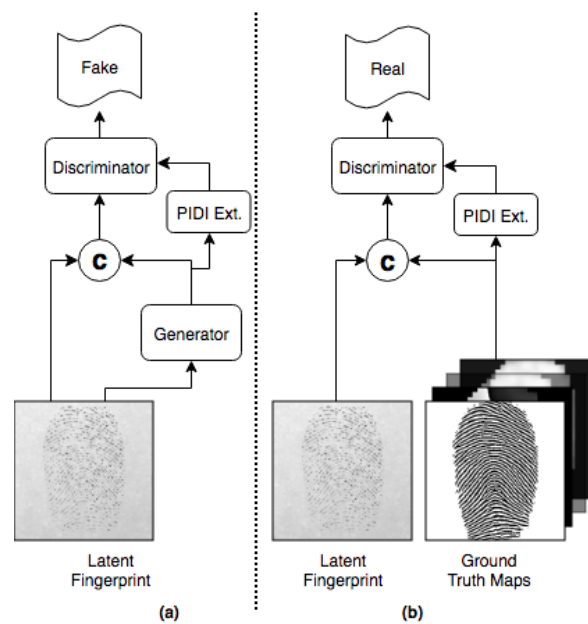 Fake
Discriminator
PIDI Ext.
C
Generator
Latent
Fingerprint
(a)
Real
Discriminator
PIDI Ext.
C
Latent
Fingerprint
Ground
Truth Maps
(b)